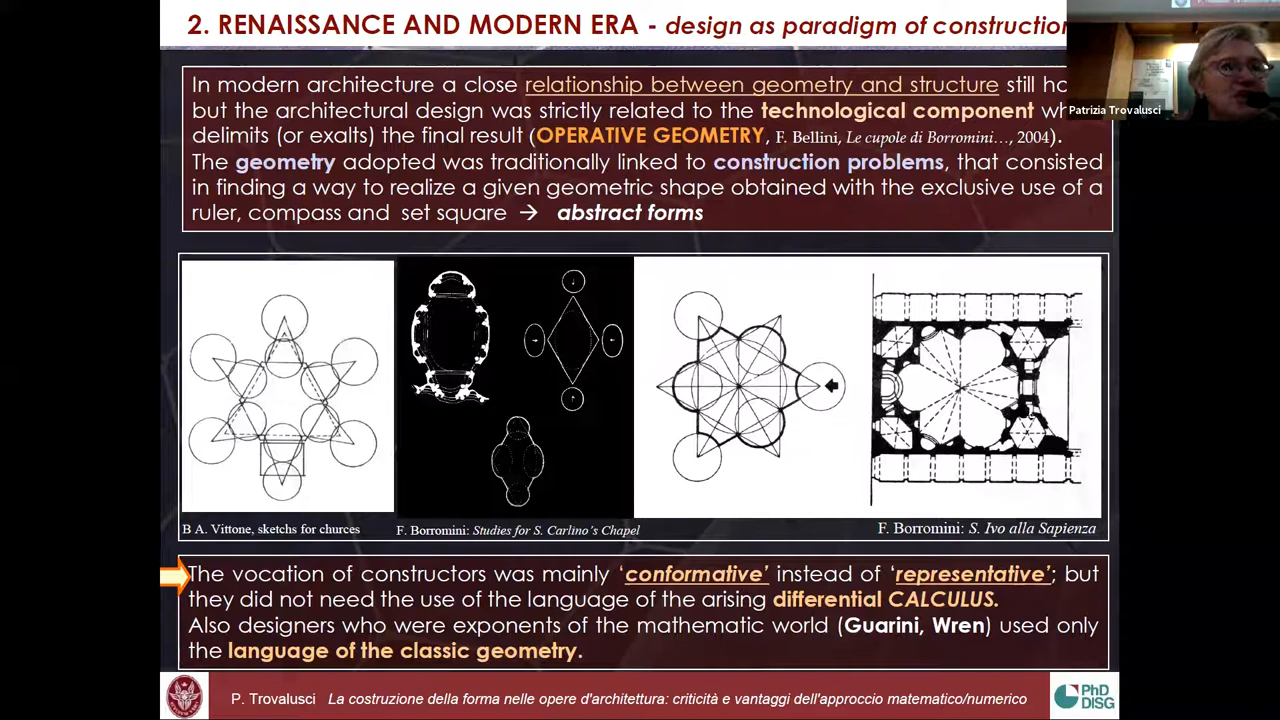 2. RENAISSANCE AND MODERN ERA - design as paradigm of construction
In modern architecture a close relationship between geometry and structure still
but the architectural design was strictly related to the technological component
delimits (or exalts) the final result (OPERATIVE GEOMETRY, F. Bellini, Le cupole di Borromini…, 2004).
The geometry adopted was traditionally linked to construction problems, that consisted
in finding a way to realize a given geometric shape obtained with the exclusive use of a
ruler, compass and set square → abstract forms
Patrizia Trovalusci
B A. Vittone, sketchs for churces
F. Borromini: Studies for S. Carlino's Chapel
F. Borromini: S. Ivo alla Sapienza
The vocation of constructors was mainly ‘conformative’ instead of ‘representative’; but
they did not need the use of the language of the arising differential CALCULUS.
Also designers who were exponents of the mathematic world (Guarini, Wren) used only
the language of the classic geometry.
P. Trovalusci La costruzione della forma nelle opere d'architettura: criticità e vantaggi dell'approccio matematico/numerico
PhD
DISG